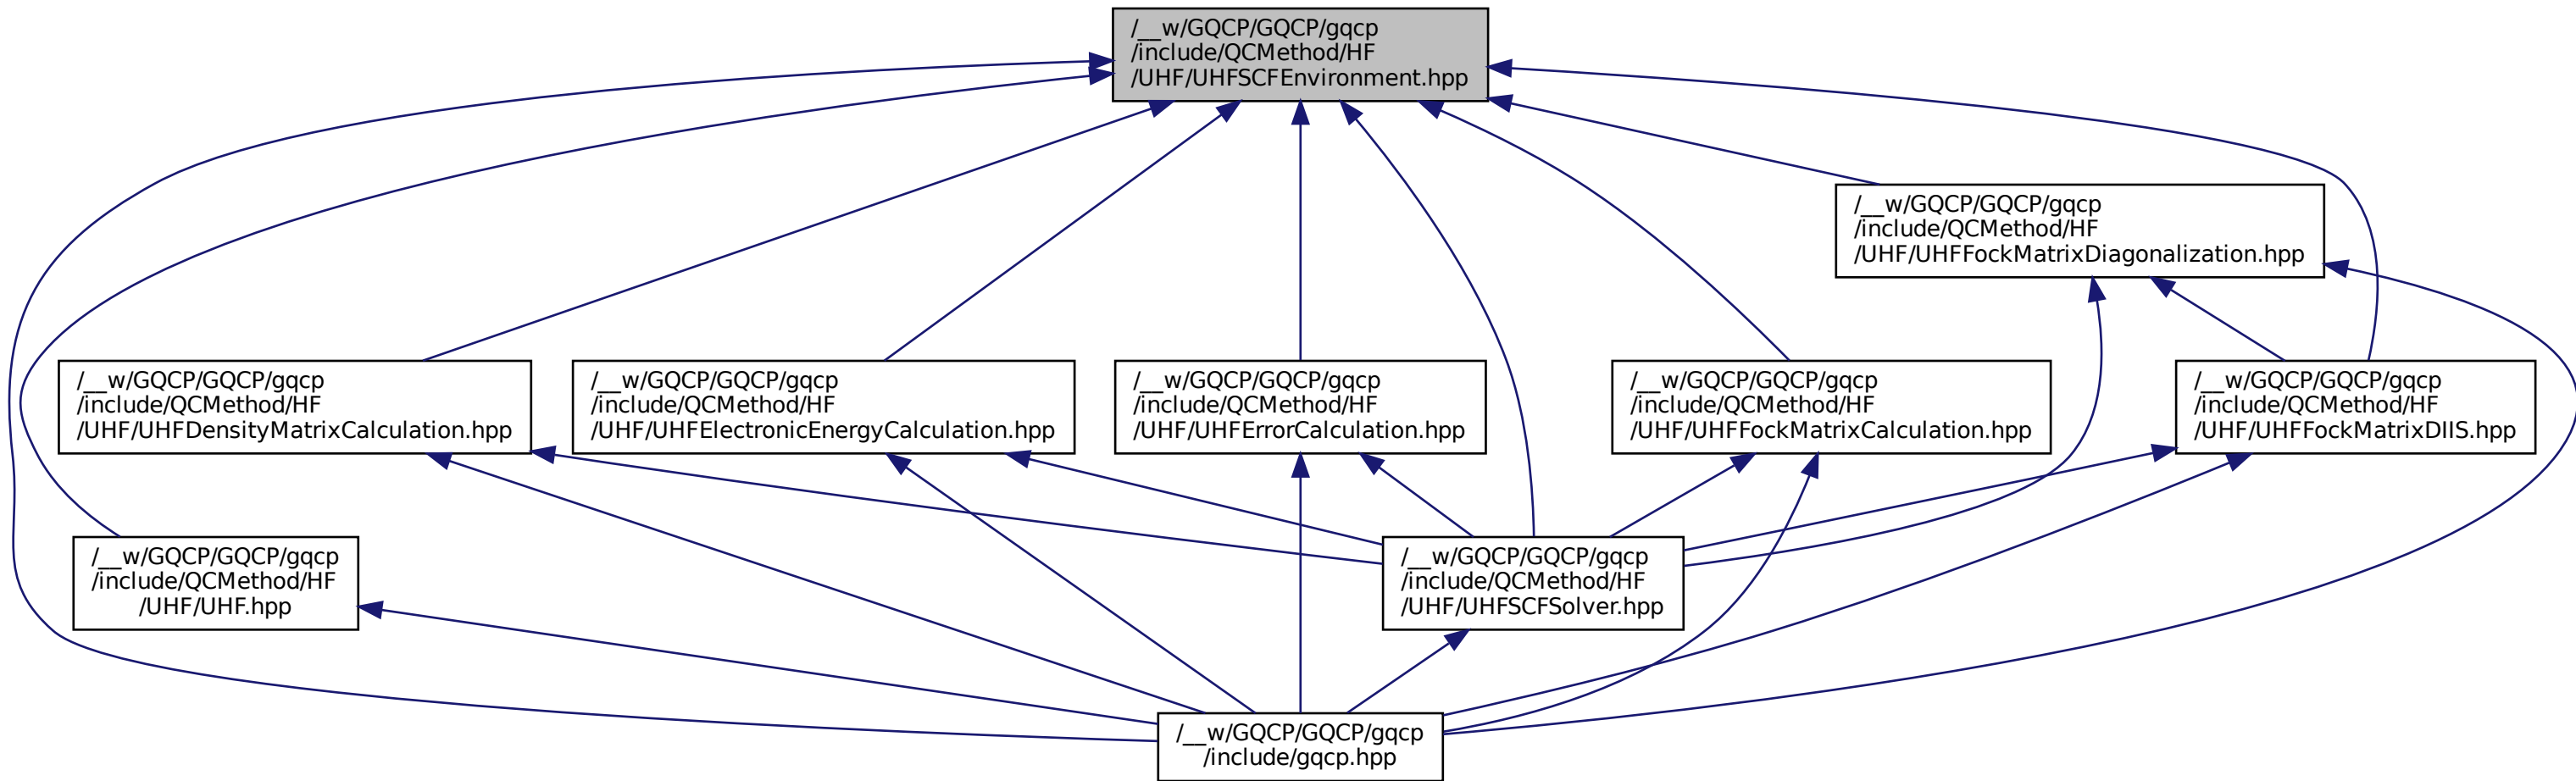 /__w/GQCP/GQCP/gqcp
/include/QCMethod/HF
/UHF/UHFSCFEnvironment.hpp
/__w/GQCP/GQCP/gqcp
/include/QCMethod/HF
/UHF/UHFFockMatrixDiagonalization.hpp
/__w/GQCP/GQCP/gqcp
/include/QCMethod/HF
/UHF/UHFDensityMatrixCalculation.hpp
/__w/GQCP/GQCP/gqcp
/include/QCMethod/HF
/UHF/UHFElectronicEnergyCalculation.hpp
/__w/GQCP/GQCP/gqcp
/include/QCMethod/HF
/UHF/UHFErrorCalculation.hpp
/__w/GQCP/GQCP/gqcp
/include/QCMethod/HF
/UHF/UHFFockMatrixCalculation.hpp
/__w/GQCP/GQCP/gqcp
/include/QCMethod/HF
/UHF/UHFFockMatrixDIIS.hpp
/__w/GQCP/GQCP/gqcp
/include/QCMethod/HF
/UHF/UHF.hpp
/__w/GQCP/GQCP/gqcp
/include/QCMethod/HF
/UHF/UHFSCFSolver.hpp
/__w/GQCP/GQCP/gqcp
/include/gqcp.hpp